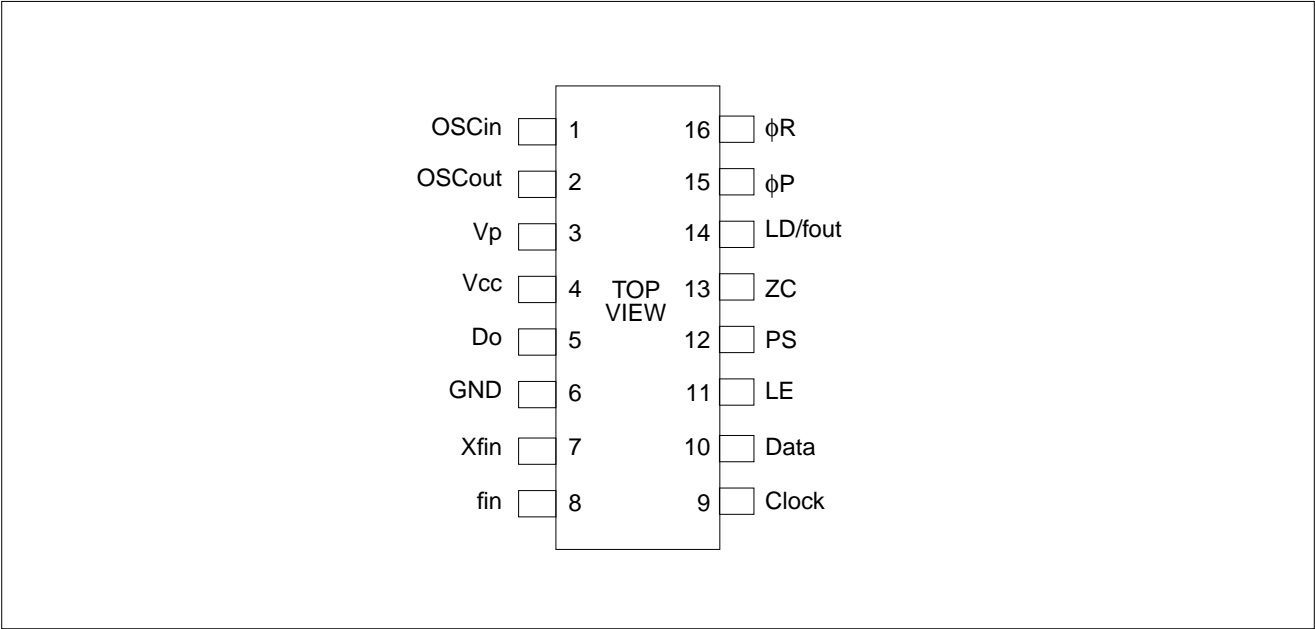 OSCin 1 16 ϕR
OSCout 2 15 ϕP
Vp 3 14 LD/fout
Vcc 4 TOP VIEW 13 ZC
Do 5 12 PS
GND 6 11 LE
Xfin 7 10 Data
fin 8 9 Clock